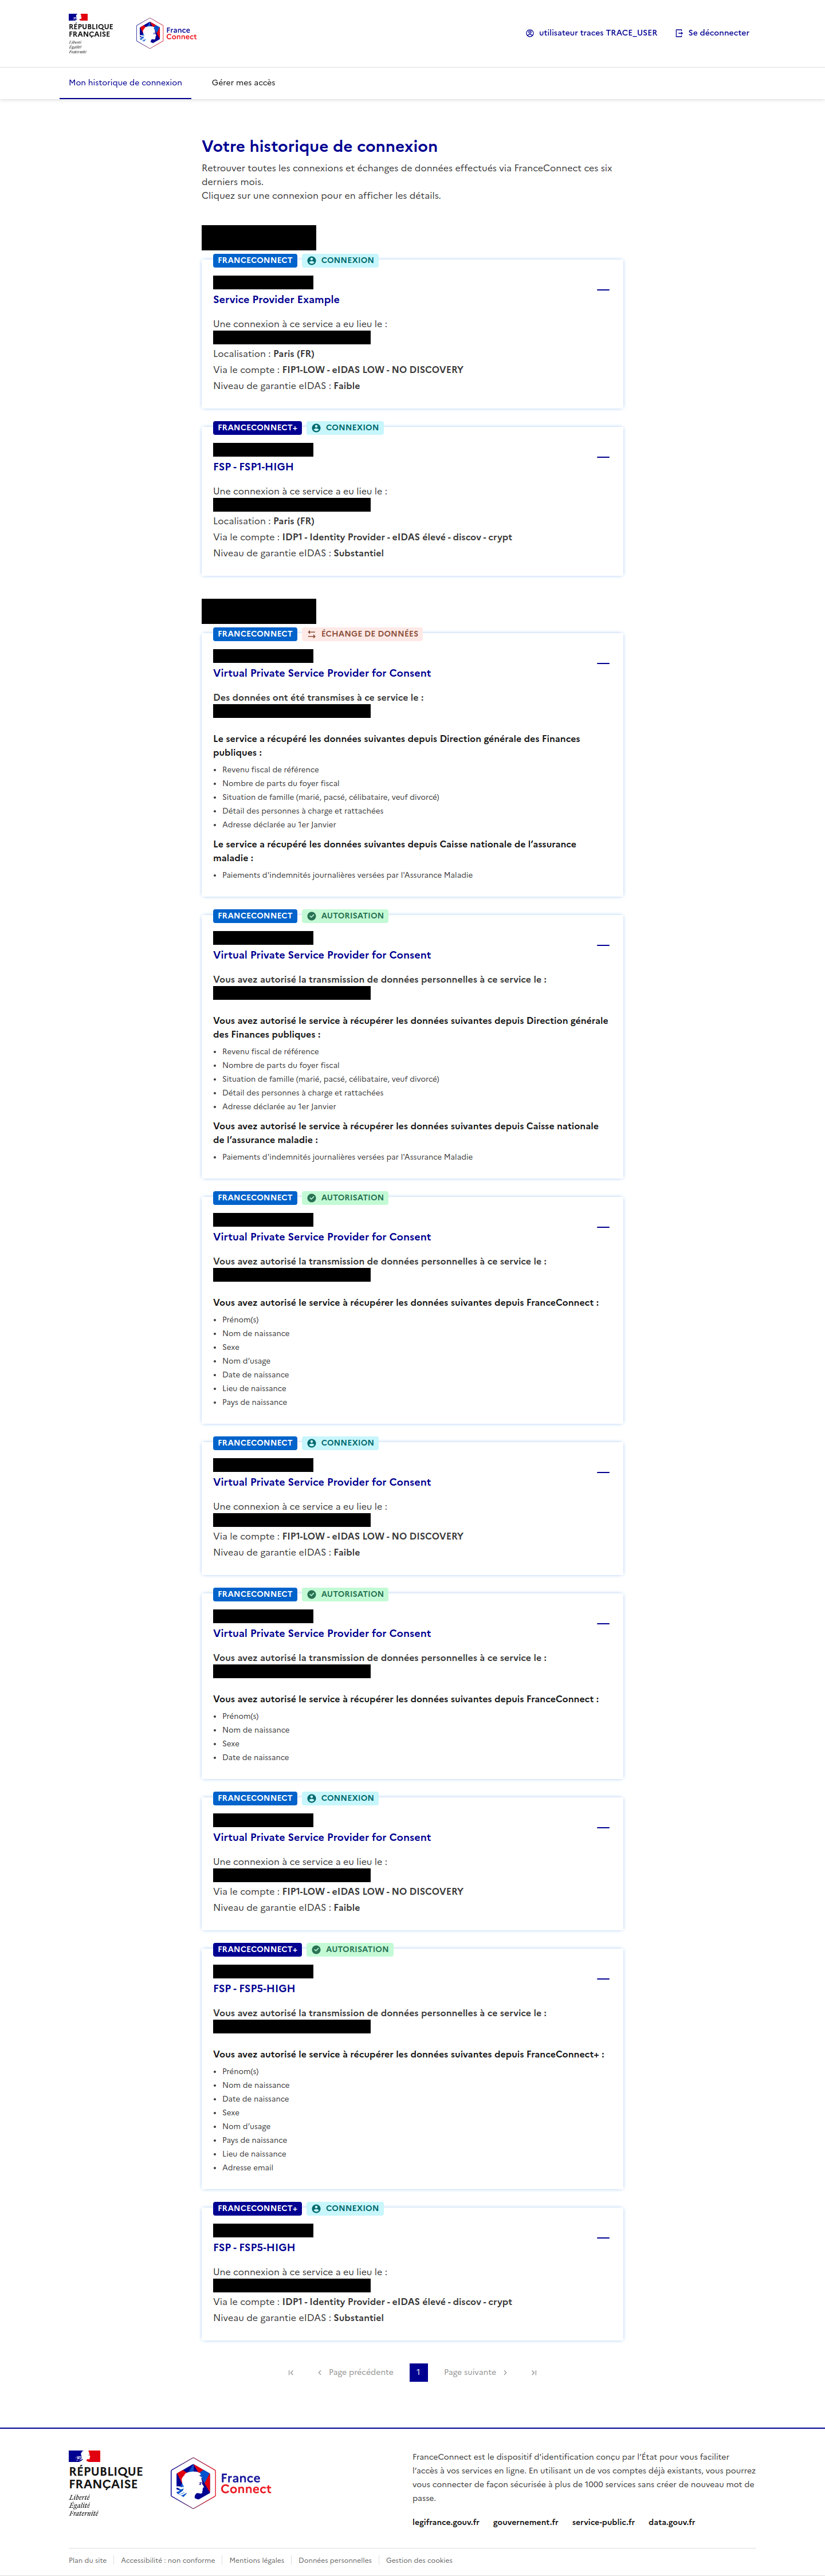 RÉPUBLIQUE
FRANÇAISE
Liberté
Égalité
Fraternité
France
Connect
utilisateur traces TRACE_USER
Se déconnecter
Mon historique de connexion
Gérer mes accès
Votre historique de connexion
Retrouver toutes les connexions et échanges de données effectués via FranceConnect ces six
derniers mois.
Cliquez sur une connexion pour en afficher les détails.
FRANCECONNECT
CONNEXION
Service Provider Example
Une connexion à ce service a eu lieu le :
Localisation : Paris (FR)
Via le compte : FIP1-LOW - eIDAS LOW - NO DISCOVERY
Niveau de garantie eIDAS : Faible
FRANCECONNECT+
CONNEXION
FSP - FSP1-HIGH
Une connexion à ce service a eu lieu le :
Localisation : Paris (FR)
Via le compte : IDP1 - Identity Provider - eIDAS élevé - discov - crypt
Niveau de garantie eIDAS : Substantiel
FRANCECONNECT
ÉCHANGE DE DONNÉES
Virtual Private Service Provider for Consent
Des données ont été transmises à ce service le :
Le service a récupéré les données suivantes depuis Direction générale des Finances
publiques :
• Revenu fiscal de référence
• Nombre de parts du foyer fiscal
• Situation de famille (marié, pacsé, célibataire, veuf divorcé)
• Détail des personnes à charge et rattachées
• Adresse déclarée au 1er Janvier
Le service a récupéré les données suivantes depuis Caisse nationale de l'assurance
maladie :
• Paiements d'indemnités journalières versées par l'Assurance Maladie
FRANCECONNECT
AUTORISATION
Virtual Private Service Provider for Consent
Vous avez autorisé la transmission de données personnelles à ce service le :
Vous avez autorisé le service à récupérer les données suivantes depuis Direction générale
des Finances publiques :
• Revenu fiscal de référence
• Nombre de parts du foyer fiscal
• Situation de famille (marié, pacsé, célibataire, veuf divorcé)
• Détail des personnes à charge et rattachées
• Adresse déclarée au 1er Janvier
Vous avez autorisé le service à récupérer les données suivantes depuis Caisse nationale
de l'assurance maladie :
• Paiements d'indemnités journalières versées par l'Assurance Maladie
FRANCECONNECT
AUTORISATION
Virtual Private Service Provider for Consent
Vous avez autorisé la transmission de données personnelles à ce service le :
Vous avez autorisé le service à récupérer les données suivantes depuis FranceConnect :
• Prénom(s)
• Nom de naissance
• Sexe
• Nom d'usage
• Date de naissance
• Lieu de naissance
• Pays de naissance
FRANCECONNECT
CONNEXION
Virtual Private Service Provider for Consent
Une connexion à ce service a eu lieu le :
Via le compte : FIP1-LOW - eIDAS LOW - NO DISCOVERY
Niveau de garantie eIDAS : Faible
FRANCECONNECT
AUTORISATION
Virtual Private Service Provider for Consent
Vous avez autorisé la transmission de données personnelles à ce service le :
Vous avez autorisé le service à récupérer les données suivantes depuis FranceConnect :
• Prénom(s)
• Nom de naissance
• Sexe
• Date de naissance
FRANCECONNECT
CONNEXION
Virtual Private Service Provider for Consent
Une connexion à ce service a eu lieu le :
Via le compte : FIP1-LOW - eIDAS LOW - NO DISCOVERY
Niveau de garantie eIDAS : Faible
FRANCECONNECT+
AUTORISATION
FSP - FSP5-HIGH
Vous avez autorisé la transmission de données personnelles à ce service le :
Vous avez autorisé le service à récupérer les données suivantes depuis FranceConnect+ :
• Prénom(s)
• Nom de naissance
• Date de naissance
• Sexe
• Nom d'usage
• Pays de naissance
• Lieu de naissance
• Adresse email
FRANCECONNECT+
CONNEXION
FSP - FSP5-HIGH
Une connexion à ce service a eu lieu le :
Via le compte : IDP1 - Identity Provider - eIDAS élevé - discov - crypt
Niveau de garantie eIDAS : Substantiel
Page précédente
1
Page suivante
RÉPUBLIQUE
FRANÇAISE
Liberté
Égalité
Fraternité
France
Connect
FranceConnect est le dispositif d'identification conçu par l'État pour vous faciliter
l'accès à vos services en ligne. En utilisant un de vos comptes déjà existants, vous pourrez
vous connecter de façon sécurisée à plus de 1000 services sans créer de nouveau mot de
passe.
legifrance.gouv.fr
gouvernement.fr
service-public.fr
data.gouv.fr
Plan du site
Accessibilité : non conforme
Mentions légales
Données personnelles
Gestion des cookies